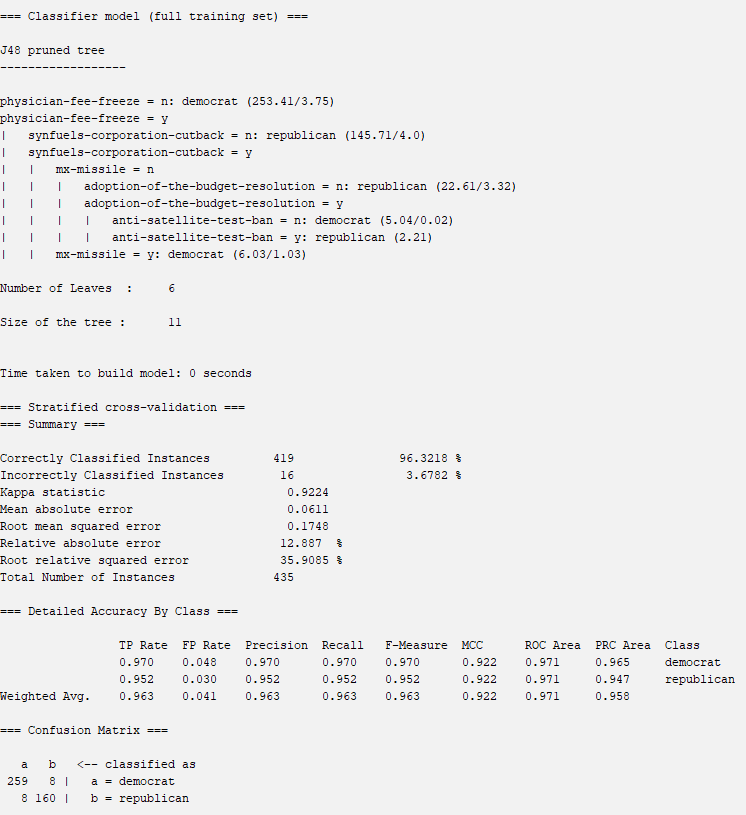 === Classifier model (full training set) ===
J48 pruned tree
------------------
physician-fee-freeze = n: democrat (253.41/3.75)
physician-fee-freeze = y
|   synfuels-corporation-cutback = n: republican (145.71/4.0)
|   synfuels-corporation-cutback = y
|   |   mx-missile = n
|   |   |   adoption-of-the-budget-resolution = n: republican (22.61/3.32)
|   |   |   adoption-of-the-budget-resolution = y
|   |   |   |   anti-satellite-test-ban = n: democrat (5.04/0.02)
|   |   |   |   anti-satellite-test-ban = y: republican (2.21)
|   |   mx-missile = y: democrat (6.03/1.03)
Number of Leaves  :     6
Size of the tree :      11
Time taken to build model: 0 seconds
=== Stratified cross-validation ===
=== Summary ===
Correctly Classified Instances         419               96.3218 %
Incorrectly Classified Instances        16                3.6782 %
Kappa statistic                          0.9224
Mean absolute error                      0.0611
Root mean squared error                  0.1748
Relative absolute error                 12.887  %
Root relative squared error             35.9085 %
Total Number of Instances              435
=== Detailed Accuracy By Class ===
                 TP Rate  FP Rate  Precision  Recall   F-Measure  MCC      ROC Area  PRC Area  Class
                 0.970    0.048    0.970      0.970    0.970      0.922    0.971     0.965     democrat
                 0.952    0.030    0.952      0.952    0.952      0.922    0.971     0.947     republican
Weighted Avg.    0.963    0.041    0.963      0.963    0.963      0.922    0.971     0.958
=== Confusion Matrix ===
   a   b   <-- classified as
 259   8 |   a = democrat
   8 160 |   b = republican